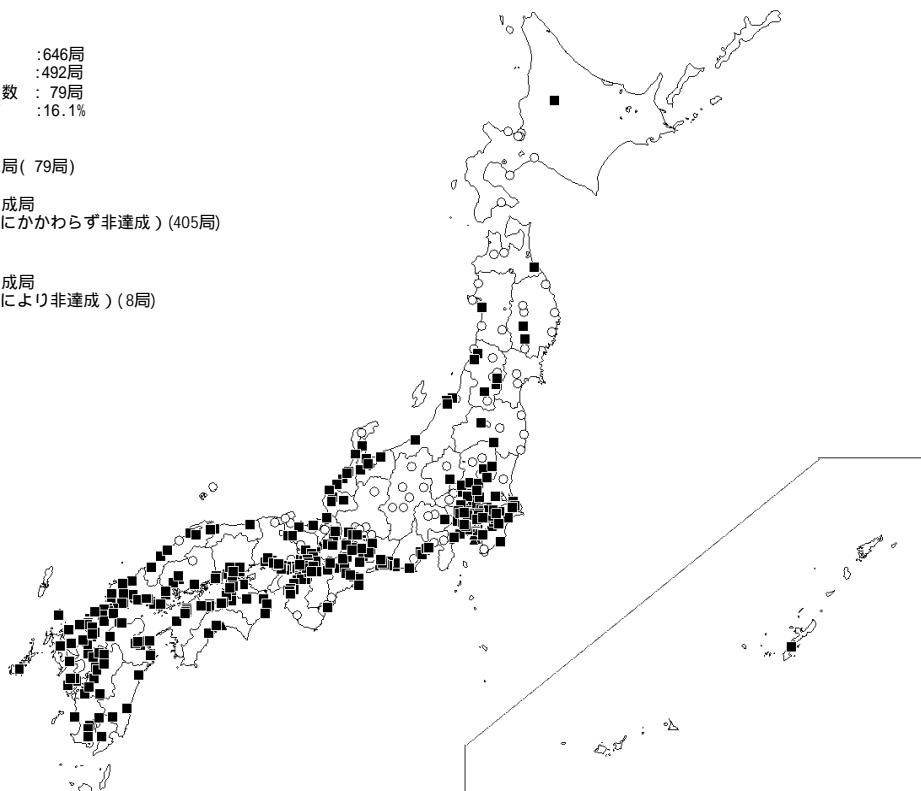 :646局
:492局
数 : 79局
:16.1%
局( 79局)
成局
にかかわらず非達成）(405局)
成局
により非達成）(8局)